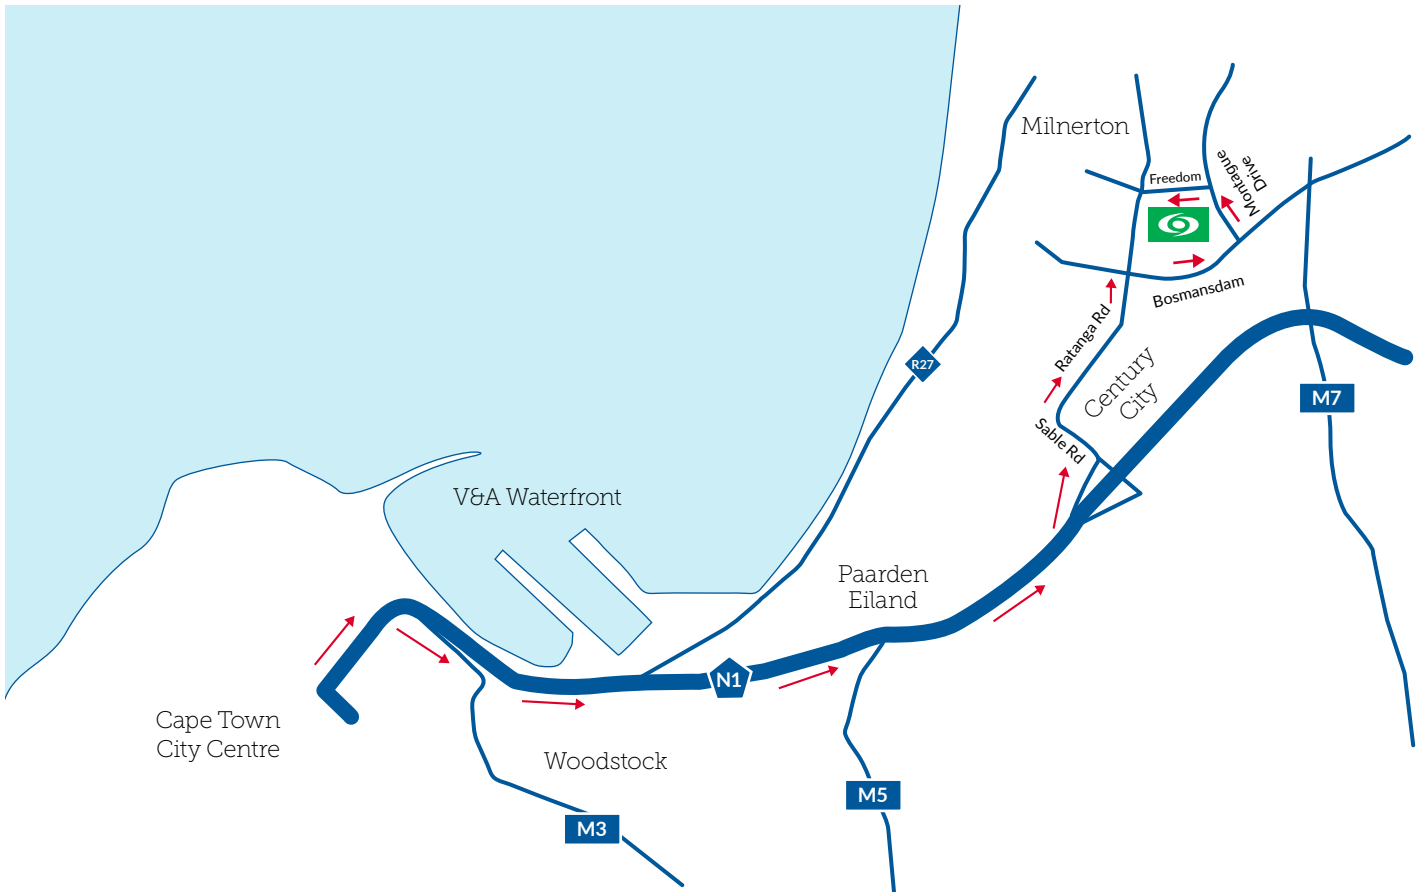 Milnerton
Freedom
Montague
Drive
Bosmansdam
Ratanga Rd
R27
Century
City
M7
Sable Rd
V&A Waterfront
Paarden
Eiland
N1
Cape Town
City Centre
Woodstock
M5
M3